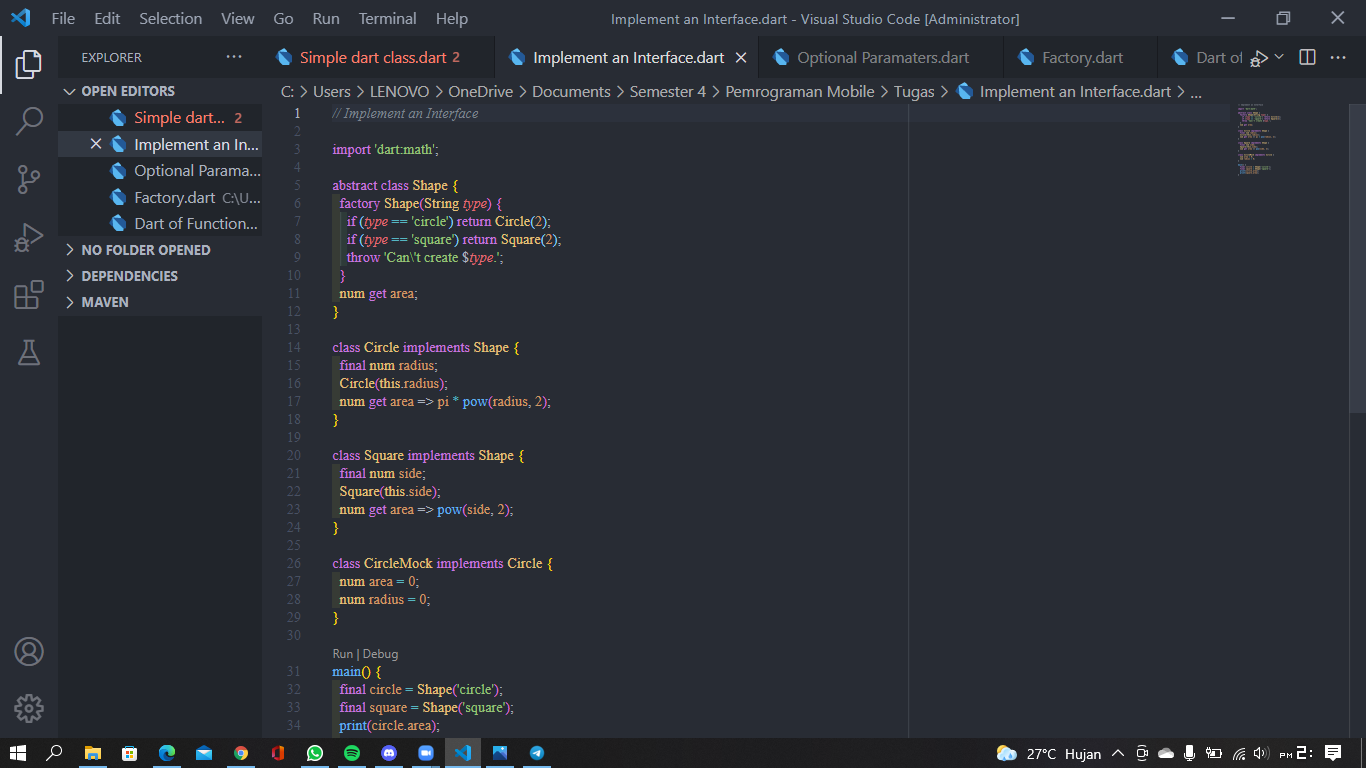 File Edit Selection View Go Run Terminal Help
Implement an Interface.dart - Visual Studio Code [Administrator]
EXPLORER
Simple dart class.dart 2
Implement an Interface.dart
Optional Paramaters.dart
Factory.dart
Dart of
OPEN EDITORS
Simple dart... 2
Implement an In...
Optional Parama...
Factory.dart C:\U...
Dart of Function...
NO FOLDER OPENED
DEPENDENCIES
MAVEN
C: > Users > LENOVO > OneDrive > Documents > Semester 4 > Pemrograman Mobile > Tugas > Implement an Interface.dart > ...
1 // Implement an Interface
2
3 import 'dart:math';
4
5 abstract class Shape {
6 factory Shape(String type) {
7 if (type == 'circle') return Circle(2);
8 if (type == 'square') return Square(2);
9 throw 'Can\'t create $type.';
10 }
11 num get area;
12 }
13
14 class Circle implements Shape {
15 final num radius;
16 Circle(this.radius);
17 num get area => pi * pow(radius, 2);
18 }
19
20 class Square implements Shape {
21 final num side;
22 Square(this.side);
23 num get area => pow(side, 2);
24 }
25
26 class CircleMock implements Circle {
27 num area = 0;
28 num radius = 0;
29 }
30
Run | Debug
31 main() {
32 final circle = Shape('circle');
33 final square = Shape('square');
34 print(circle.area);
27°C Hujan
PM 2: